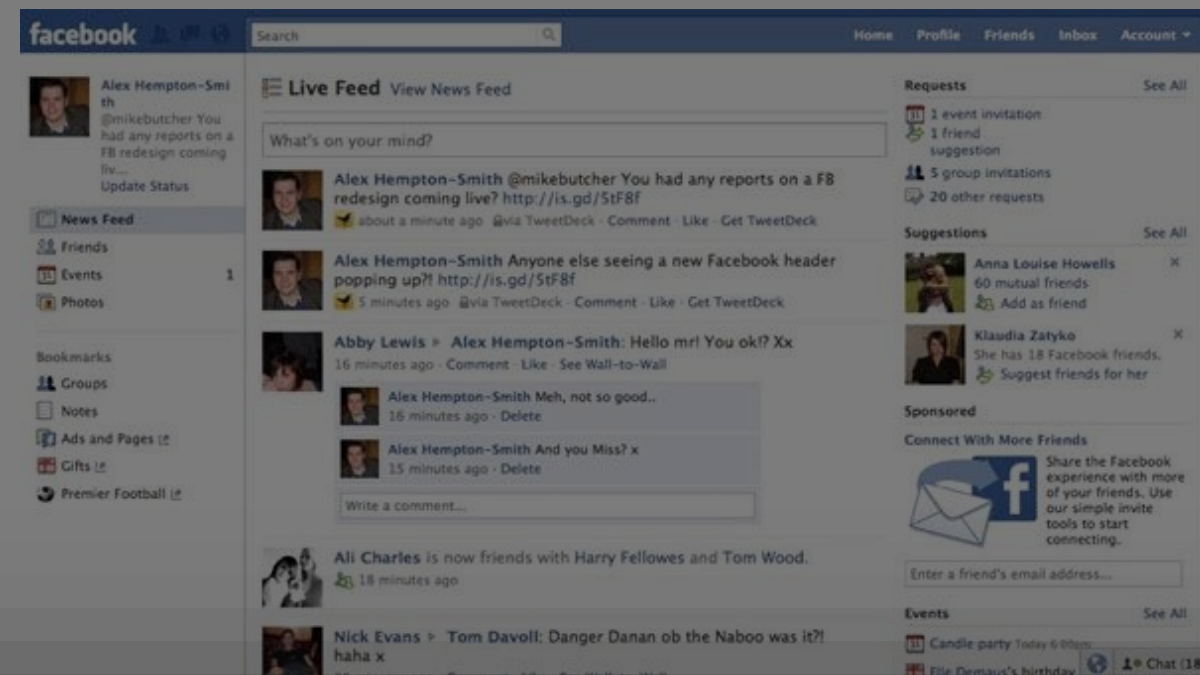 facebook
Search
Home Profile Friends Inbox Account
Alex Hempton-Smi
th
@mikebutcher You
had any reports on a
FB redesign coming
liv...
Update Status
News Feed
Friends
Events 1
Photos
Bookmarks
Groups
Notes
Ads and Pages
Gifts
Premier Football
Live Feed View News Feed
What's on your mind?
Alex Hempton-Smith @mikebutcher You had any reports on a FB
redesign coming live? http://is.gd/5tF8f
about a minute ago via TweetDeck · Comment · Like · Get TweetDeck
Alex Hempton-Smith Anyone else seeing a new Facebook header
popping up?! http://is.gd/5tF8f
5 minutes ago via TweetDeck · Comment · Like · Get TweetDeck
Abby Lewis ▸ Alex Hempton-Smith: Hello mr! You ok!? Xx
16 minutes ago · Comment · Like · See Wall-to-Wall
Alex Hempton-Smith Meh, not so good..
16 minutes ago · Delete
Alex Hempton-Smith And you Miss? x
15 minutes ago · Delete
Write a comment...
Ali Charles is now friends with Harry Fellowes and Tom Wood.
18 minutes ago
Nick Evans ▸ Tom Davoll: Danger Danan ob the Naboo was it?!
haha x
Requests See All
1 event invitation
1 friend
suggestion
5 group invitations
20 other requests
Suggestions See All
Anna Louise Howells
60 mutual friends
Add as friend
Klaudia Zatyko
She has 18 Facebook friends.
Suggest friends for her
Sponsored
Connect With More Friends
Share the Facebook
experience with more
of your friends. Use
our simple invite
tools to start
connecting.
Enter a friend's email address...
Events See All
Candle party Today 6:00pm
Elle Demaus's birthday
Chat (18